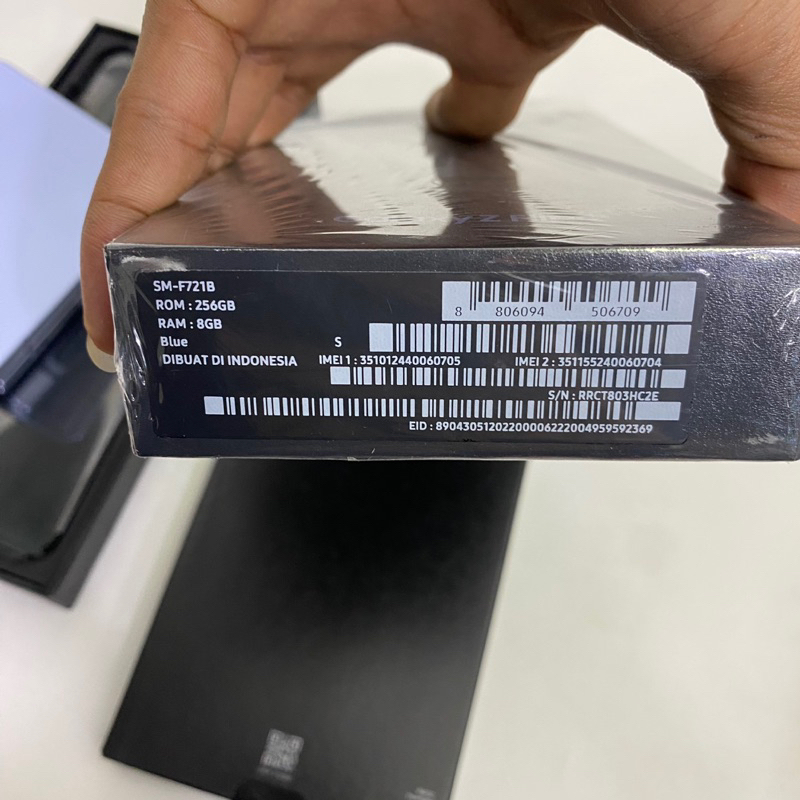 SM-F721B
ROM : 256GB
RAM : 8GB
Blue
S
DIBUAT DI INDONESIA
8 806094 506709
IMEI 1 : 351012440060705
IMEI 2 : 351155240060704
S/N : RRCT803HC2E
EID : 89043051202200006222004959592369